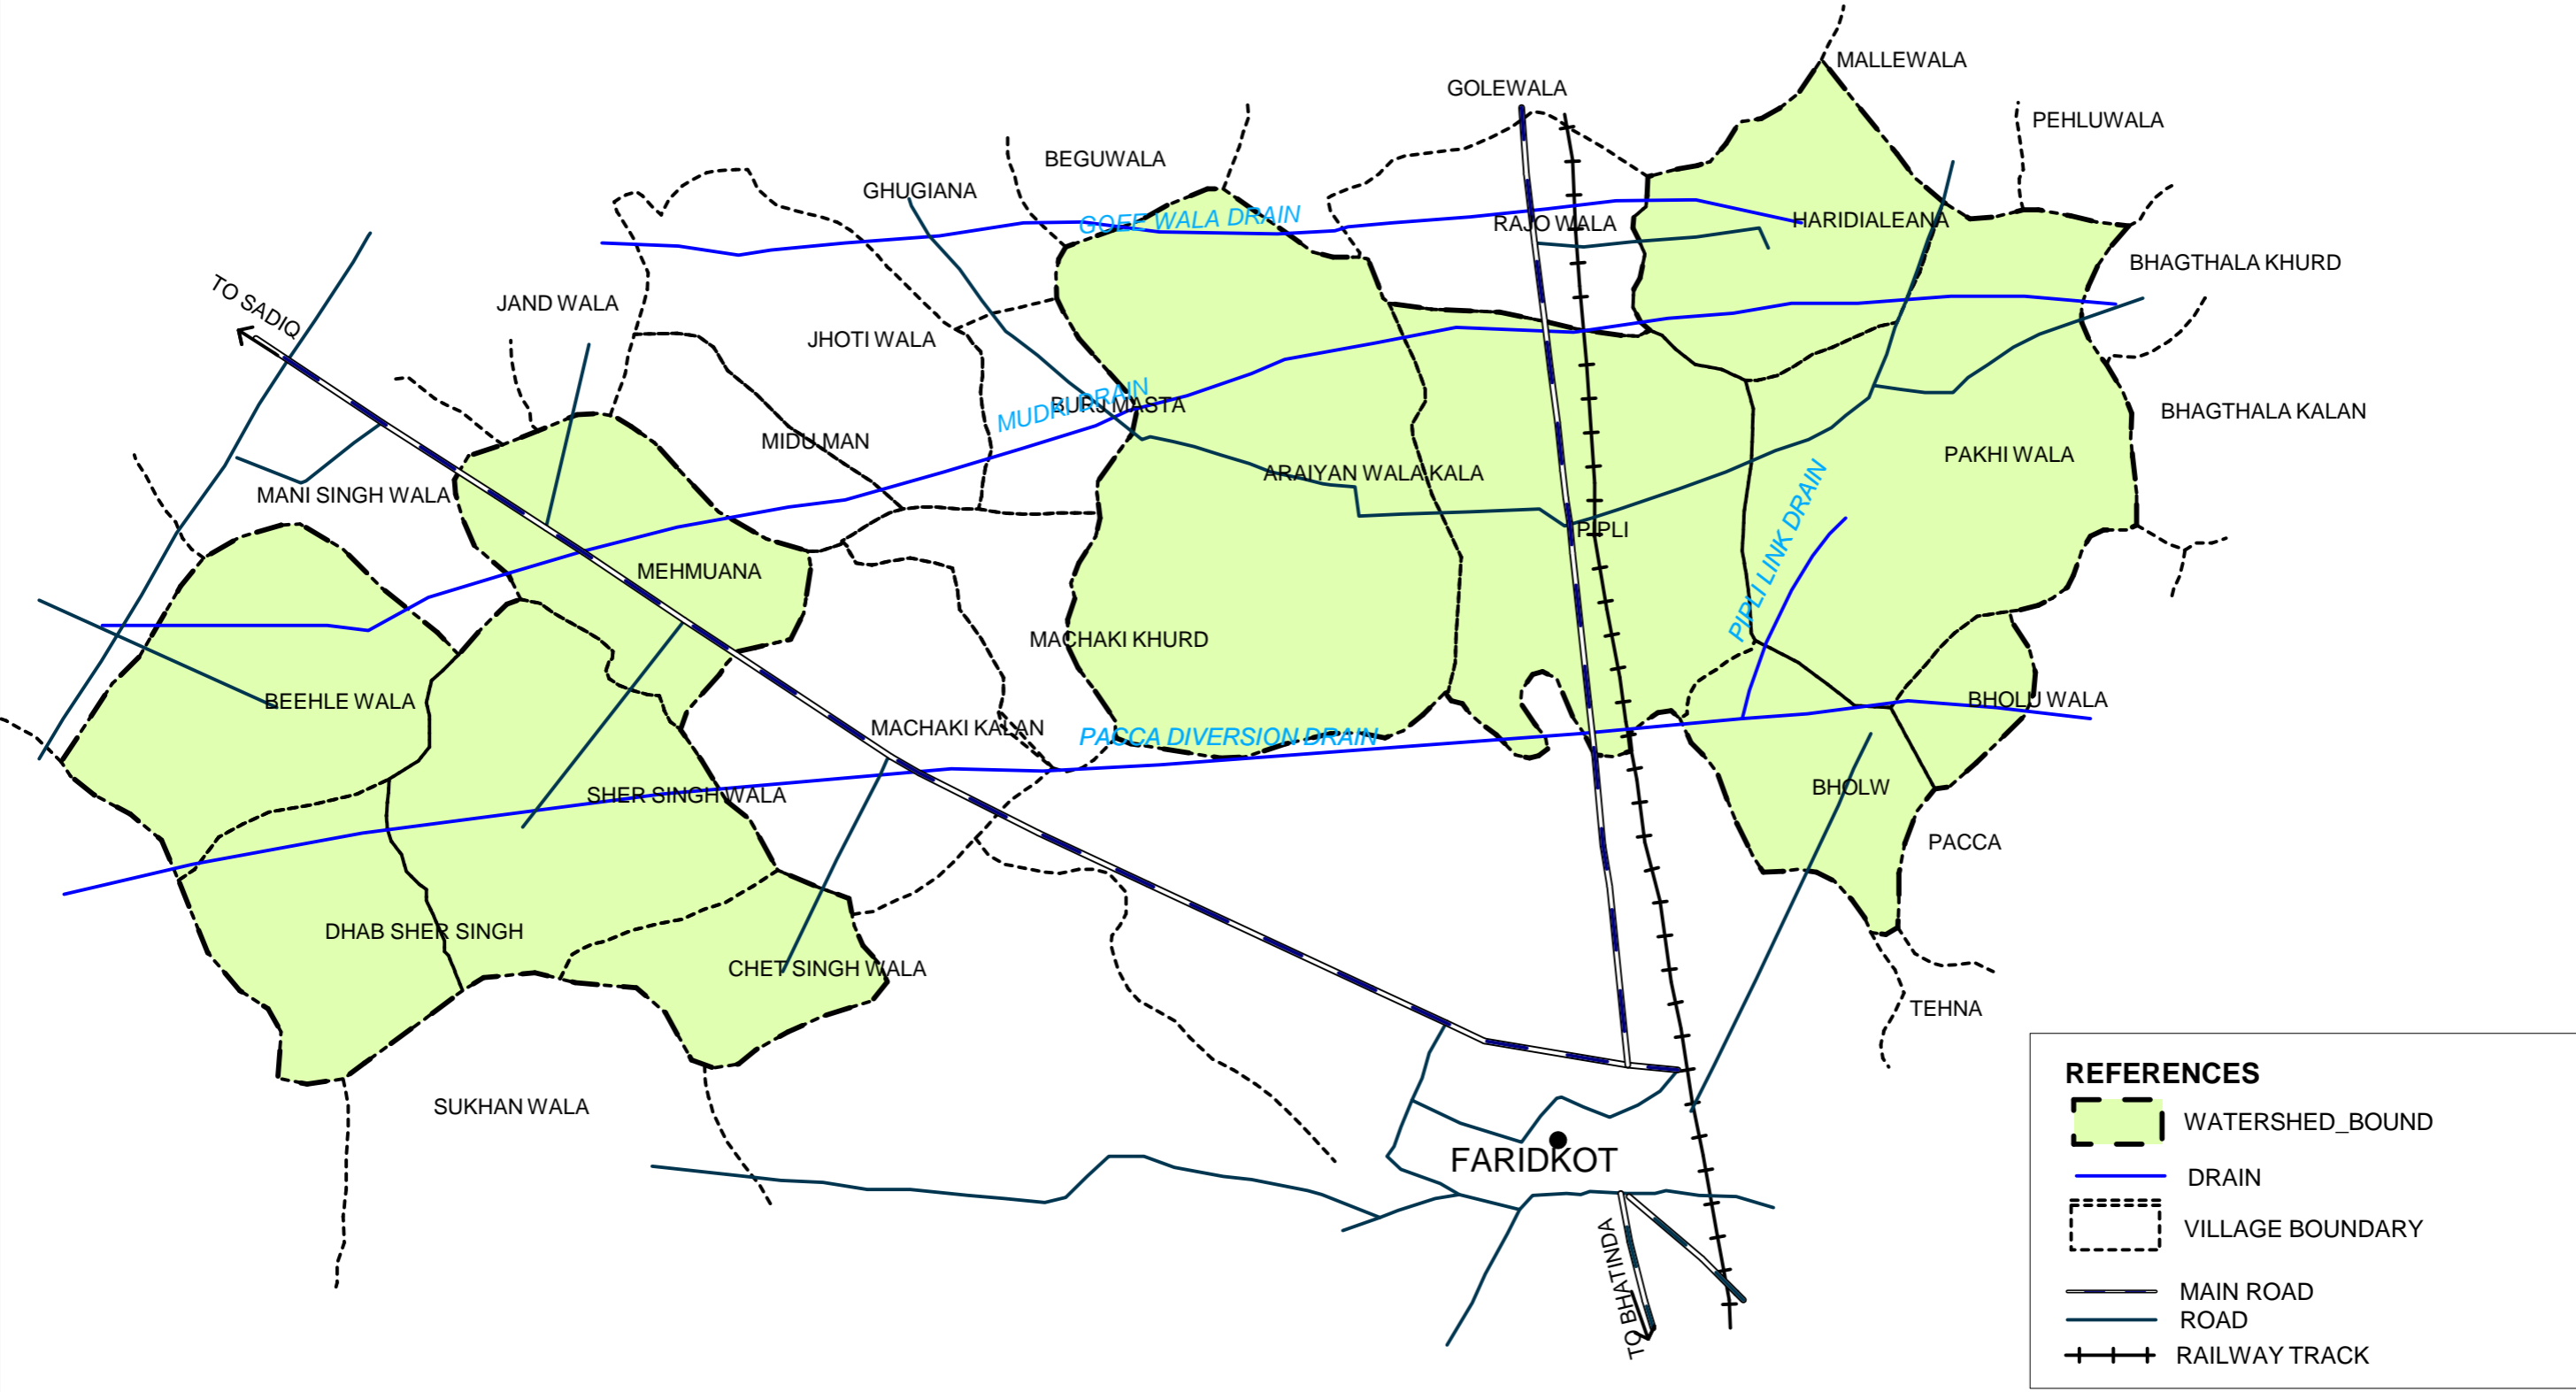 MALLEWALA
GOLEWALA
PEHLUWALA
BEGUWALA
GHUGIANA
GOEE WALA DRAIN
RAJO WALA
HARIDIALEANA
BHAGTHALA KHURD
TO SADIQ
JAND WALA
JHOTI WALA
MUDKI DRAIN
BURJ MASTA
BHAGTHALA KALAN
MIDU MAN
PAKHI WALA
ARAIYAN WALA KALA
MANI SINGH WALA
PIPLI
PIPLI LINK DRAIN
MEHMUANA
MACHAKI KHURD
BEEHLE WALA
BHOLU WALA
MACHAKI KALAN
PACCA DIVERSION DRAIN
SHER SINGH WALA
BHOLW
PACCA
DHAB SHER SINGH
CHET SINGH WALA
TEHNA
SUKHAN WALA
FARIDKOT
TO BHATINDA
REFERENCES
WATERSHED_BOUND
DRAIN
VILLAGE BOUNDARY
MAIN ROAD
ROAD
RAILWAY TRACK